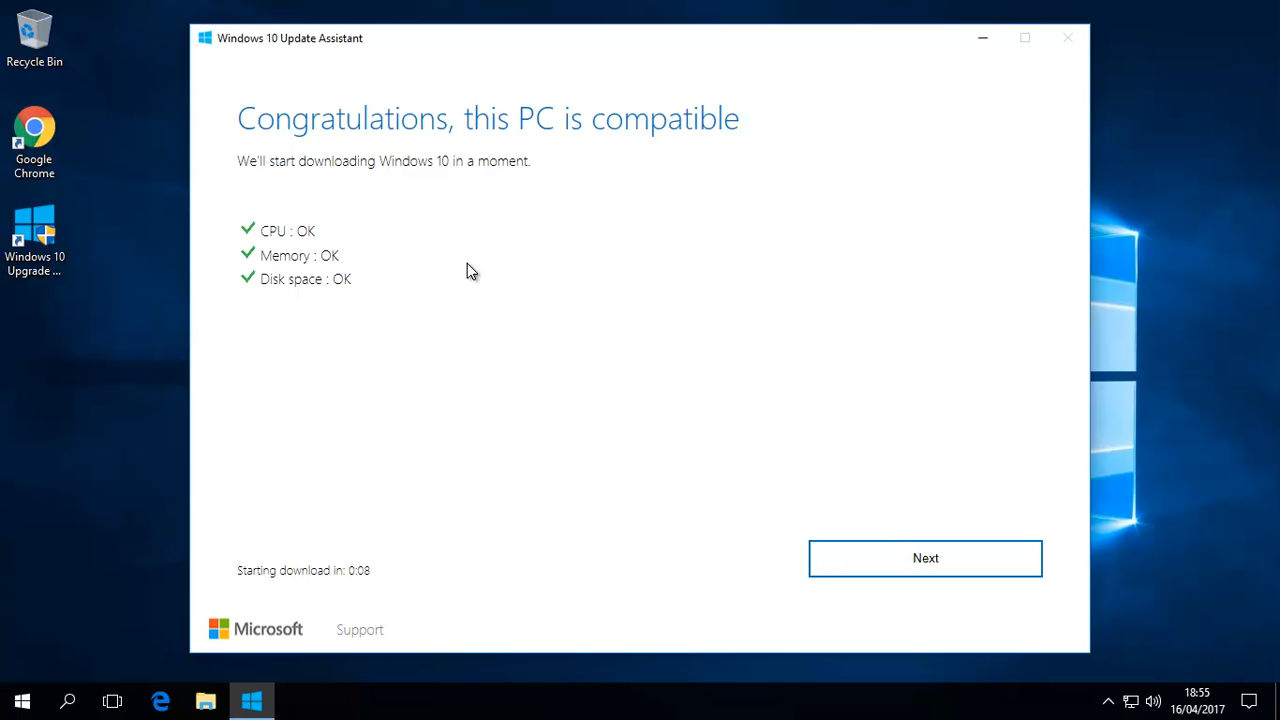 Recycle Bin
Google
Chrome
Windows 10
Upgrade ...
Windows 10 Update Assistant
Congratulations, this PC is compatible
We'll start downloading Windows 10 in a moment.
CPU : OK
Memory : OK
Disk space : OK
Starting download in: 0:08
Next
Microsoft
Support
18:55
16/04/2017